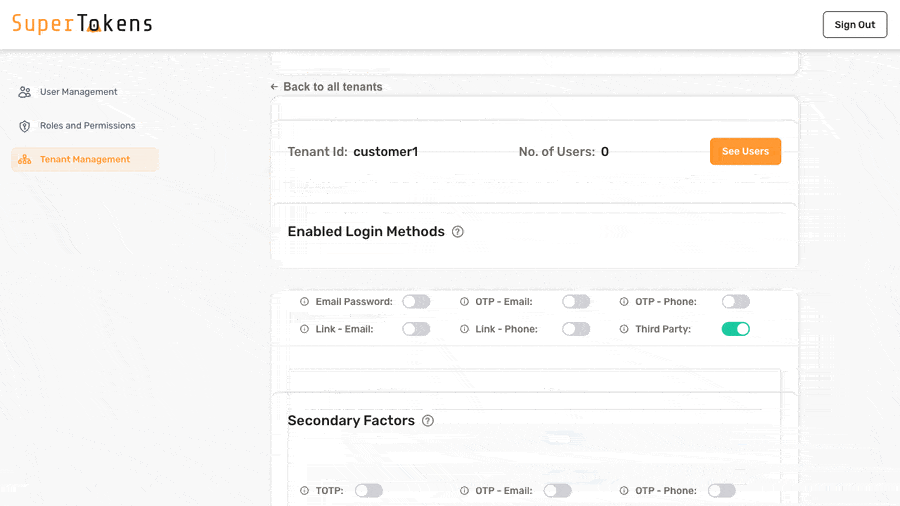 SuperTokens
Sign Out
User Management
Roles and Permissions
Tenant Management
← Back to all tenants
Tenant Id: customer1
No. of Users: 0
See Users
Enabled Login Methods
Email Password:
OTP - Email:
OTP - Phone:
Link - Email:
Link - Phone:
Third Party:
Secondary Factors
TOTP:
OTP - Email:
OTP - Phone: